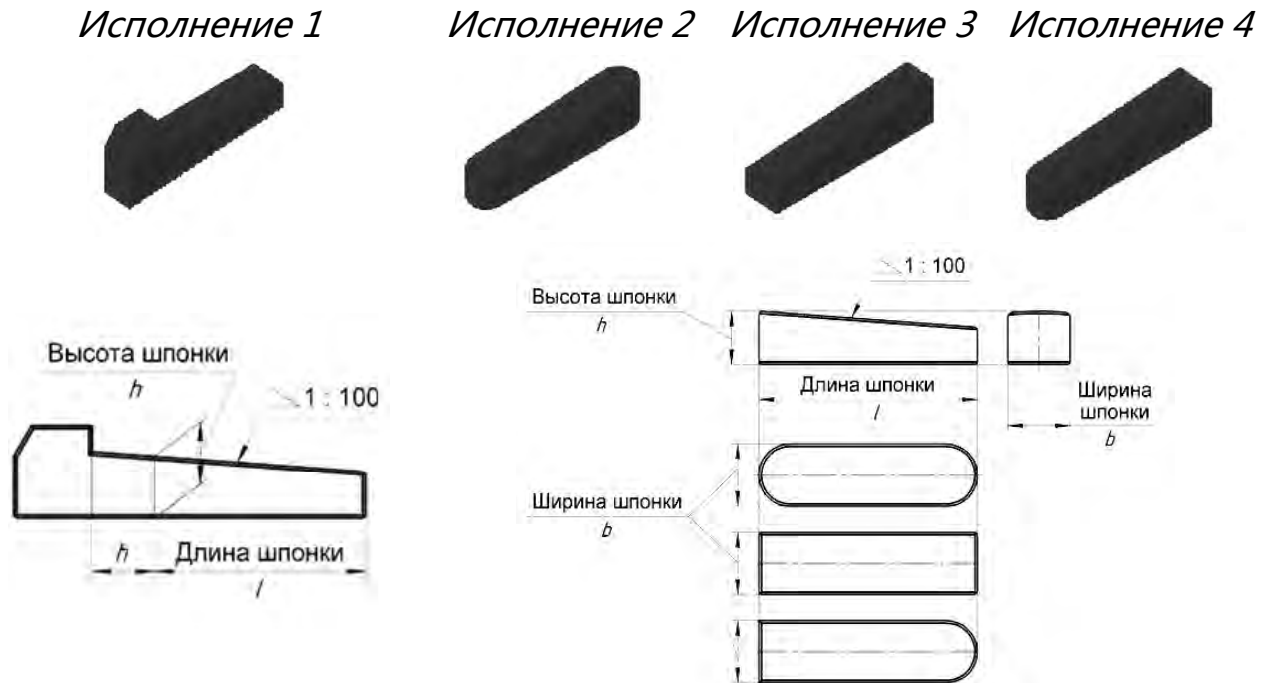 Исполнение 1
Исполнение 2
Исполнение 3
Исполнение 4
Высота шпонки
h
1 : 100
h
Длина шпонки
l
1 : 100
Высота шпонки
h
Длина шпонки
l
Ширина
шпонки
b
Ширина шпонки
b